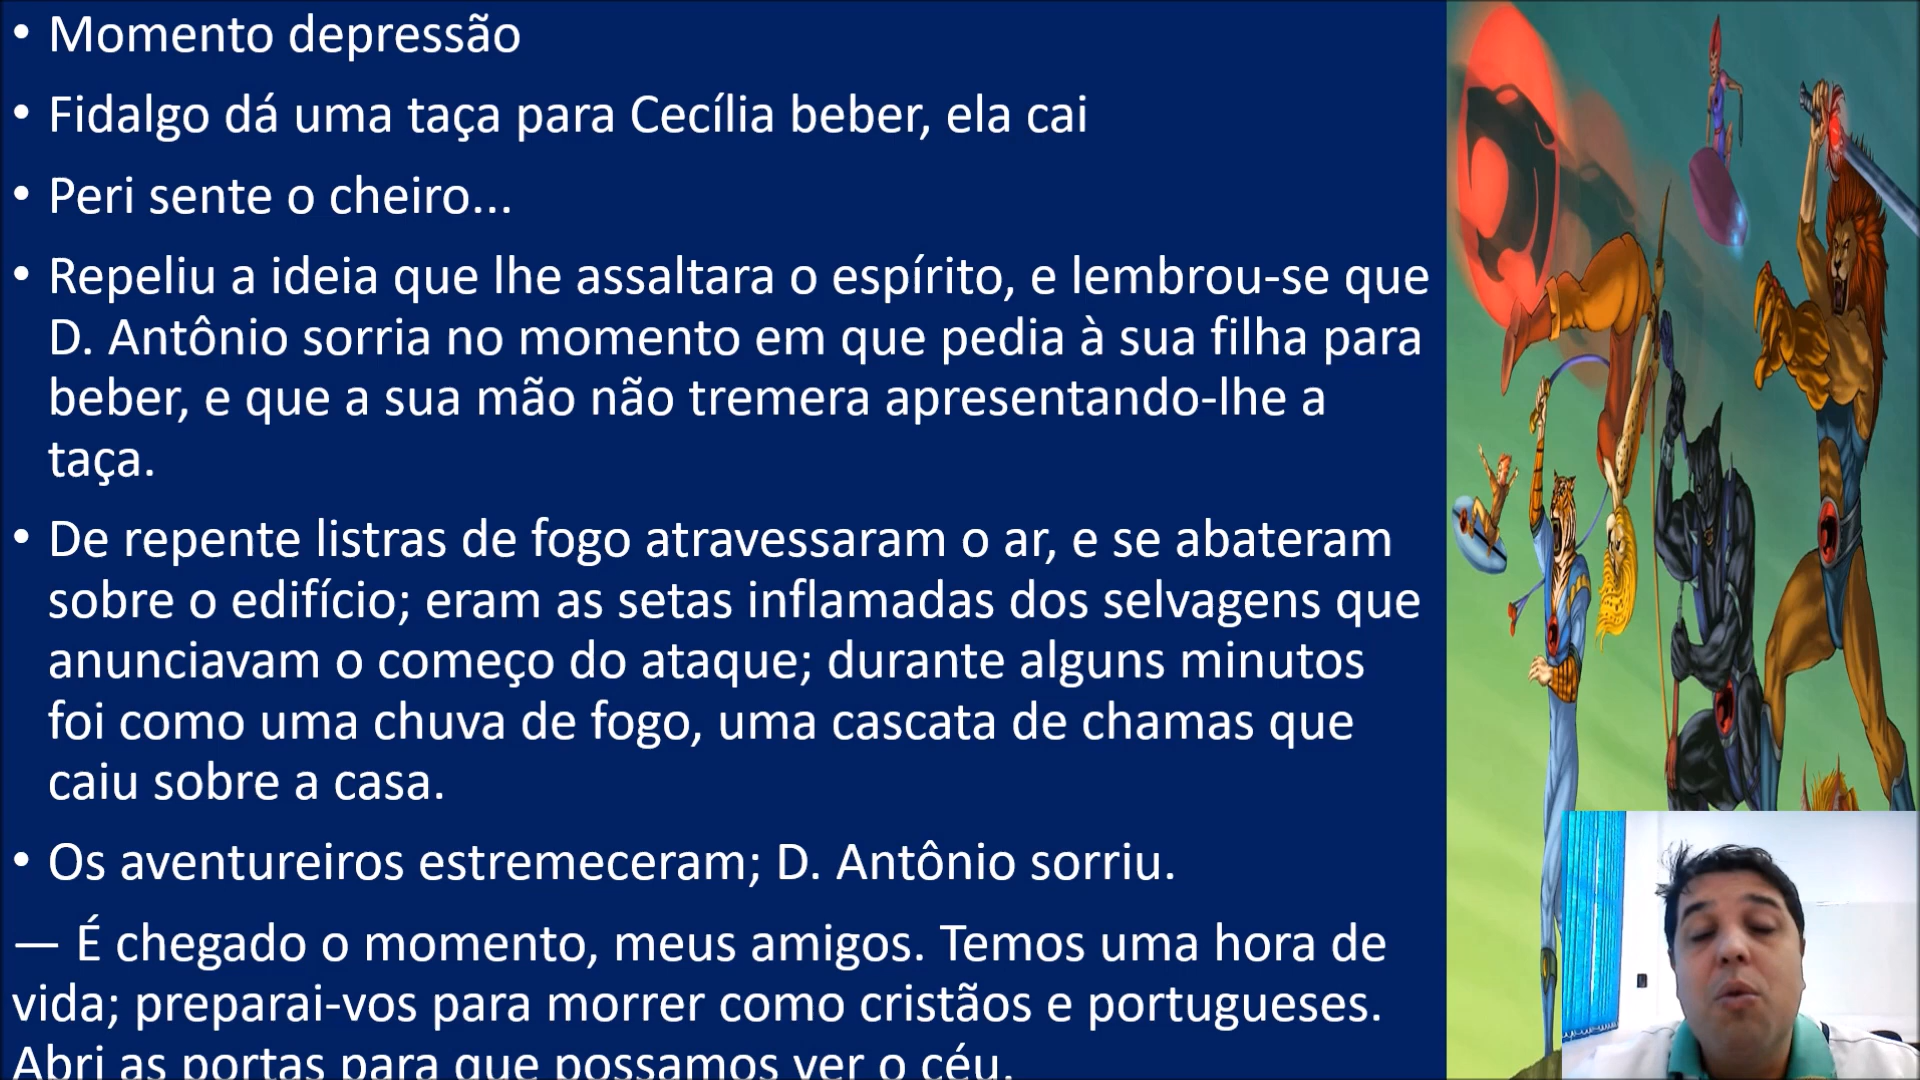 • Momento depressão
• Fidalgo dá uma taça para Cecília beber, ela cai
• Peri sente o cheiro...
• Repeliu a ideia que lhe assaltara o espírito, e lembrou-se que
D. Antônio sorria no momento em que pedia à sua filha para
beber, e que a sua mão não tremera apresentando-lhe a
taça.
• De repente listras de fogo atravessaram o ar, e se abateram
sobre o edifício; eram as setas inflamadas dos selvagens que
anunciavam o começo do ataque; durante alguns minutos
foi como uma chuva de fogo, uma cascata de chamas que
caiu sobre a casa.
• Os aventureiros estremeceram; D. Antônio sorriu.
— É chegado o momento, meus amigos. Temos uma hora de
vida; preparai-vos para morrer como cristãos e portugueses.
Abri as portas para que possamos ver o céu.